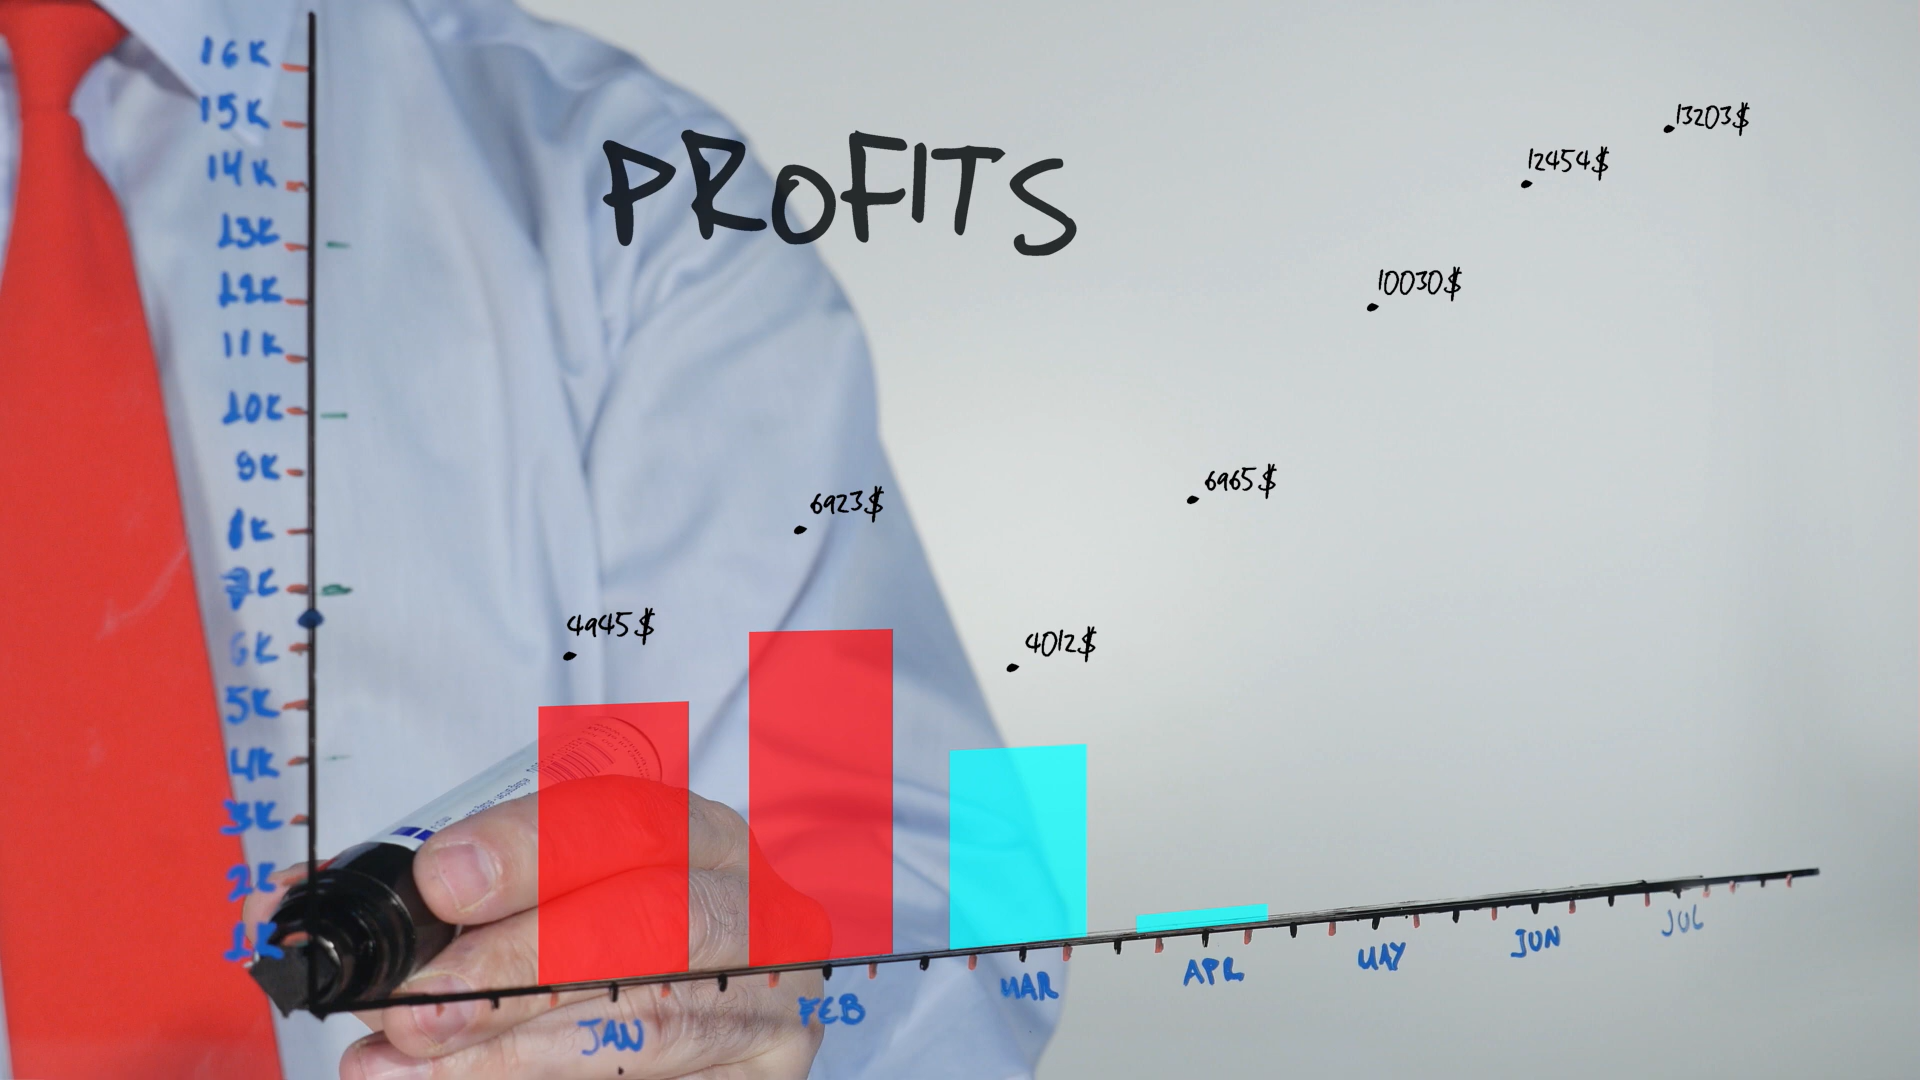 PROFITS
16K
15K
14K
13K
12K
11K
10K
9K
8K
7K
6K
5K
4K
3K
2K
1K
4945$
6923$
4012$
6965$
10030$
12454$
13203$
JAN
FEB
MAR
APR
MAY
JUN
JUL